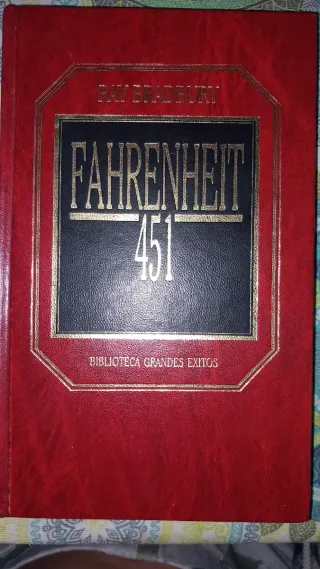 RAY BRADBURY
FAHRENHEIT
451
BIBLIOTECA GRANDES EXITOS